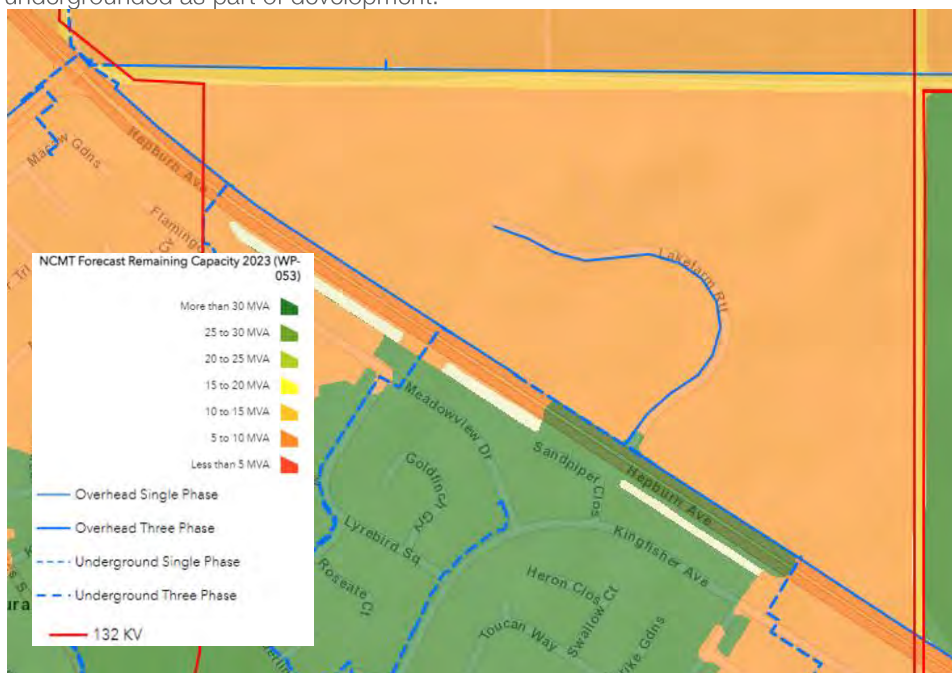 undergrounded as part of development.
Hepburn Ave
Macaw Gdns
Flamingo
Lakefarm Rtt
NCMT Forecast Remaining Capacity 2023 (WP-
053)
More than 30 MVA
25 to 30 MVA
20 to 25 MVA
15 to 20 MVA
10 to 15 MVA
5 to 10 MVA
Less than 5 MVA
Overhead Single Phase
Overhead Three Phase
Underground Single Phase
Underground Three Phase
132 KV
Meadowview Dr
Goldfinch Gry
Sandpiper Clos
Hepburn Ave
Lyrebird Sq
Kingfisher Ave
Roseate Ct
Heron Clos
Swallow Ct
Toucan Way